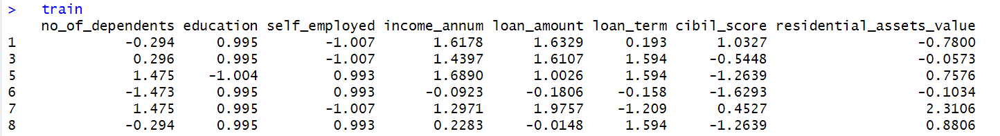 > train
no_of_dependents education self_employed income_annum loan_amount loan_term cibil_score residential_assets_value
1 -0.294 0.995 -1.007 1.6178 1.6329 0.193 1.0327 -0.7800
3 0.296 0.995 -1.007 1.4397 1.6107 1.594 -0.5448 -0.0573
5 1.475 -1.004 0.993 1.6890 1.0026 1.594 -1.2639 0.7576
6 -1.473 0.995 0.993 -0.0923 -0.1806 -0.158 -1.6293 -0.1034
7 1.475 0.995 -1.007 1.2971 1.9757 -1.209 0.4527 2.3106
8 -0.294 0.995 0.993 0.2283 -0.0148 1.594 -1.2639 0.8806